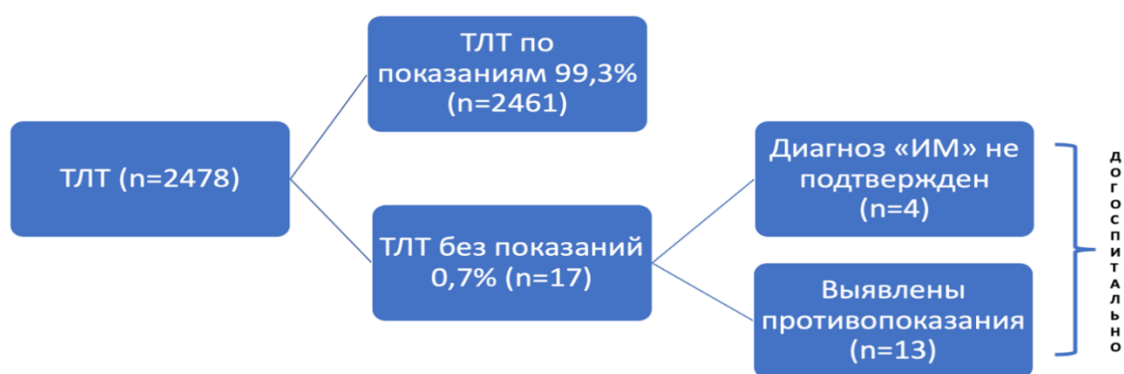 ТЛТ (n=2478)
ТЛТ по
показаниям 99,3%
(n=2461)
ТЛТ без показаний
0,7% (n=17)
Диагноз «ИМ» не
подтвержден
(n=4)
Выявлены
противопоказания
(n=13)
ДОГОСПИТАЛЬНО